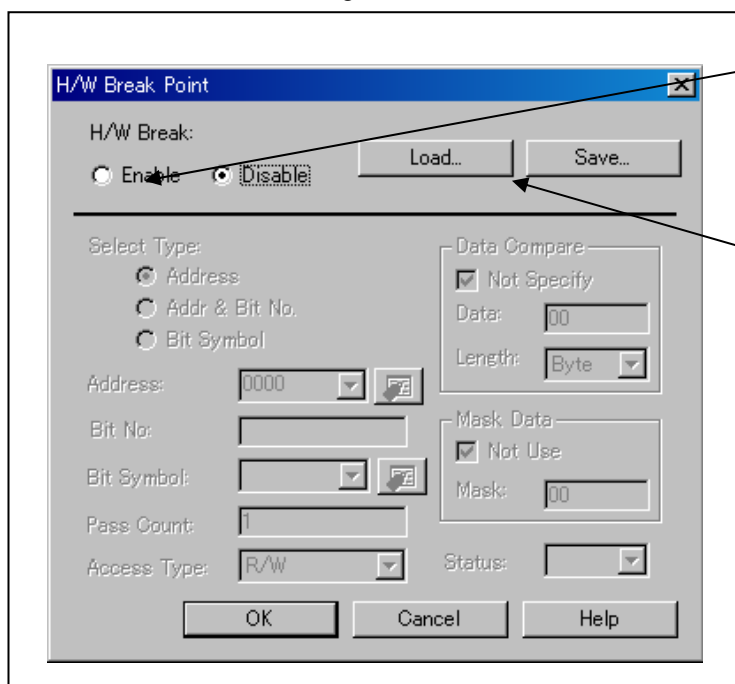 H/W Break Point
H/W Break:
Enable Disable Load... Save...
Select Type:
Address
Addr & Bit No.
Bit Symbol
Address: 0000
Bit No:
Bit Symbol:
Pass Count: 1
Access Type: R/W
Data Compare
Not Specify
Data: 00
Length: Byte
Mask Data
Not Use
Mask: 00
Status:
OK Cancel Help